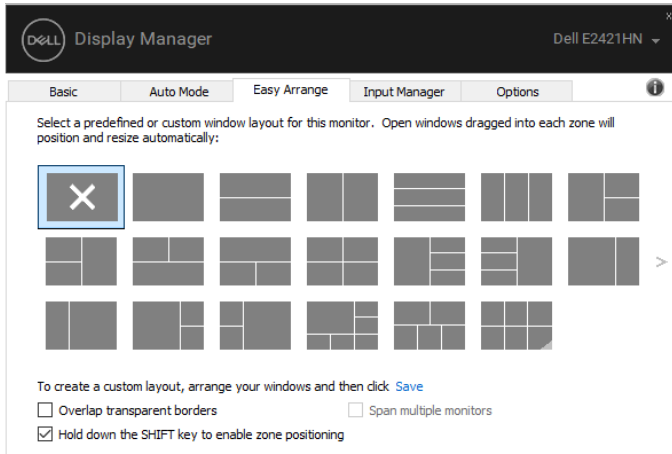 DELL Display Manager
Dell E2421HN
Basic
Auto Mode
Easy Arrange
Input Manager
Options
Select a predefined or custom window layout for this monitor. Open windows dragged into each zone will
position and resize automatically:
To create a custom layout, arrange your windows and then click Save
Overlap transparent borders
Span multiple monitors
Hold down the SHIFT key to enable zone positioning